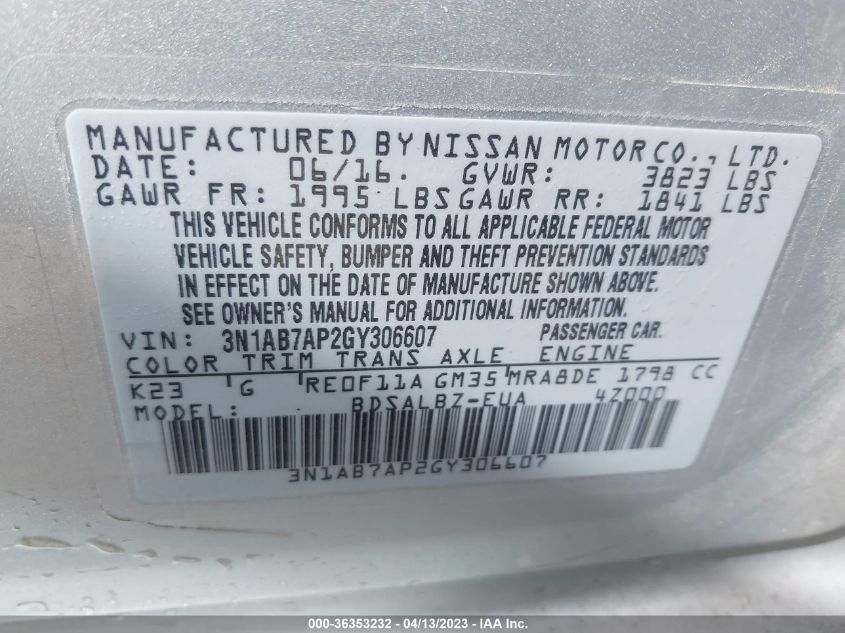 MANUFACTURED BY NISSAN MOTOR CO., LTD.
DATE: 06/16. GVWR: 3823 LBS
GAWR FR: 1995 LBS GAWR RR: 1841 LBS
THIS VEHICLE CONFORMS TO ALL APPLICABLE FEDERAL MOTOR
VEHICLE SAFETY, BUMPER AND THEFT PREVENTION STANDARDS
IN EFFECT ON THE DATE OF MANUFACTURE SHOWN ABOVE.
SEE OWNER'S MANUAL FOR ADDITIONAL INFORMATION.
VIN: 3N1AB7AP2GY306607 PASSENGER CAR.
COLOR TRIM TRANS AXLE ENGINE
K23 G RE0F11A GM35 MRA8DE 1798 CC
MODEL: BDSALBZ-EUA 4Z000
3N1AB7AP2GY306607
000-36353232 - 04/13/2023 - IAA Inc.